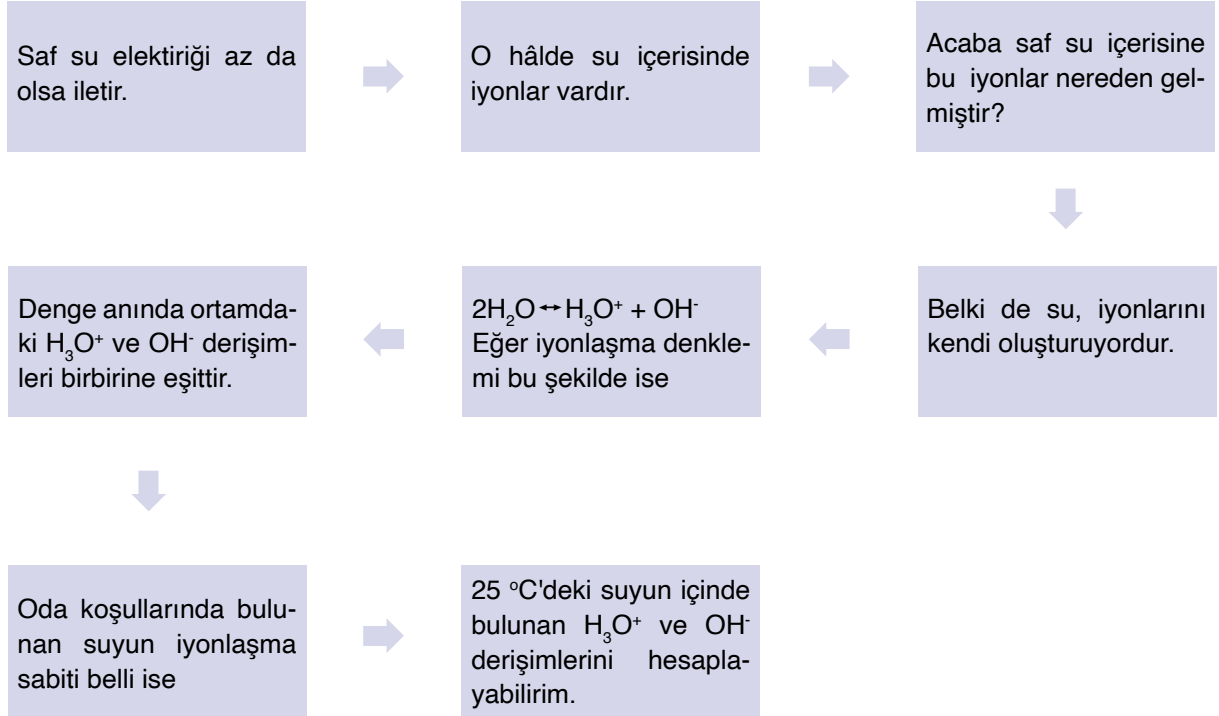 Saf su elektiriği az da
olsa iletir.
O hâlde su içerisinde
iyonlar vardır.
Acaba saf su içerisine
bu iyonlar nereden gel-
miştir?
Belki de su, iyonlarını
kendi oluşturuyordur.
2H₂O ↔ H₃O⁺ + OH⁻
Eğer iyonlaşma denkle-
mi bu şekilde ise
Denge anında ortamda-
ki H₃O⁺ ve OH⁻ derişim-
leri birbirine eşittir.
Oda koşullarında bulu-
nan suyun iyonlaşma
sabiti belli ise
25 °C'deki suyun içinde
bulunan H₃O⁺ ve OH⁻
derişimlerini hesapla-
yabilirim.